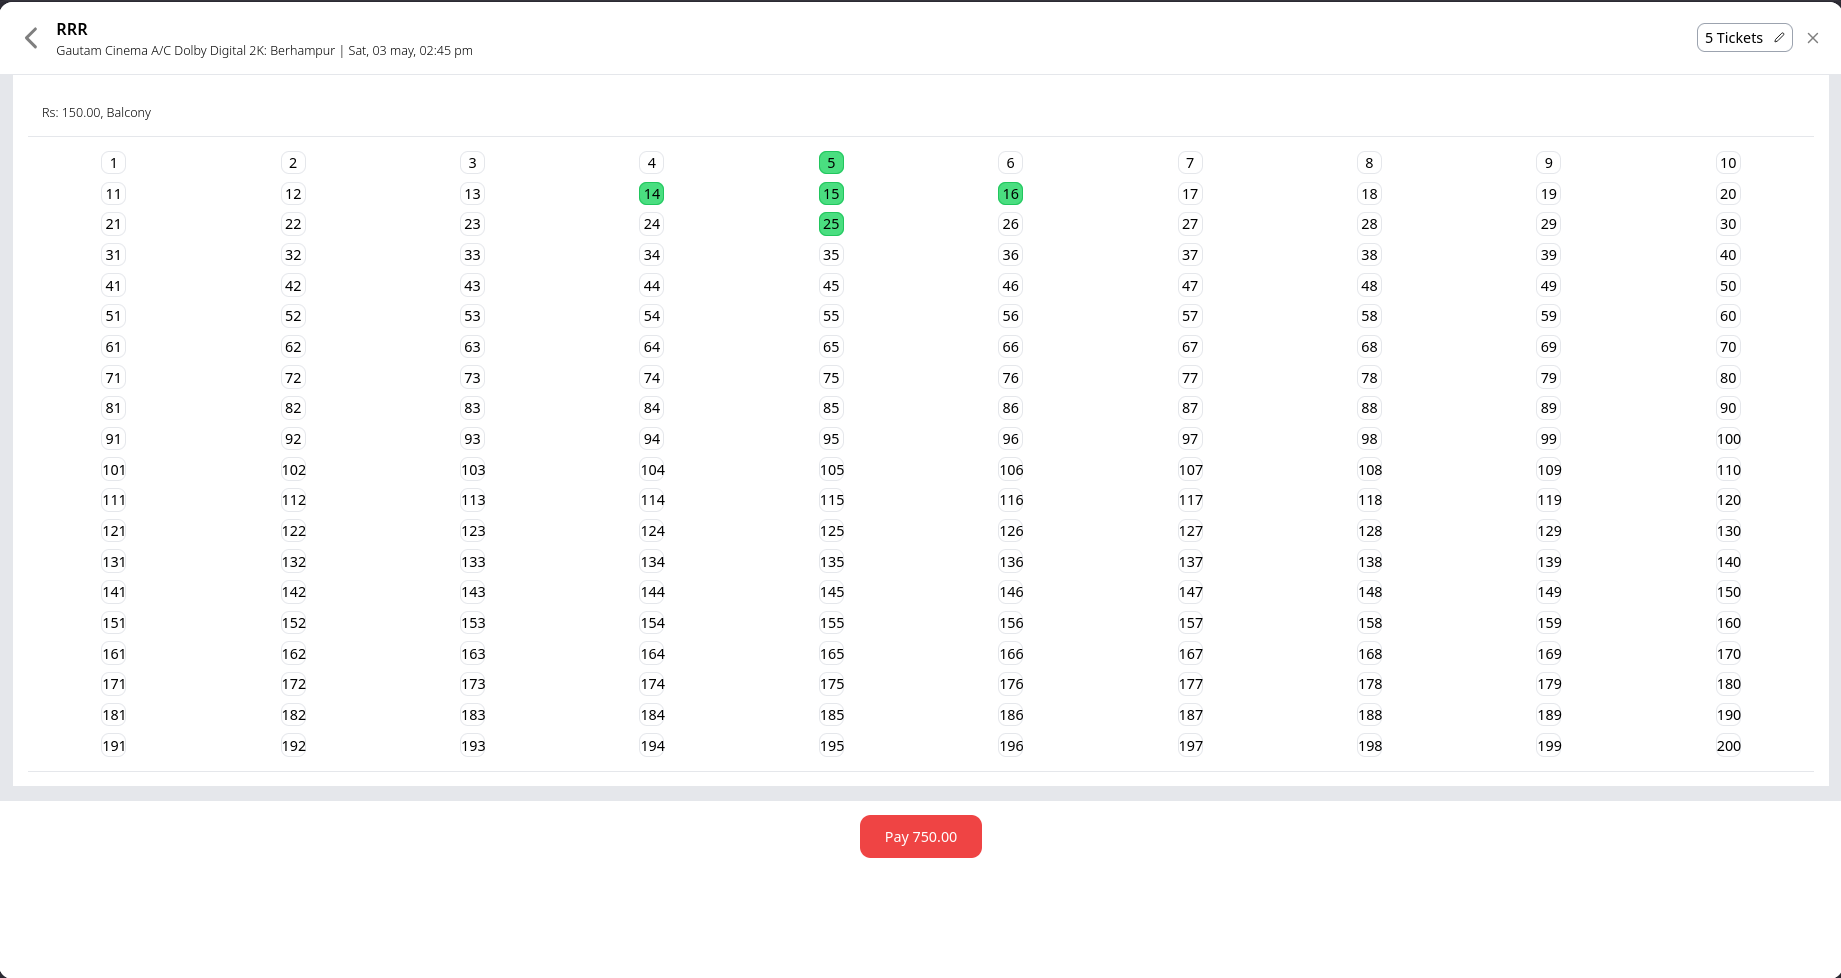 RRR
Gautam Cinema A/C Dolby Digital 2K: Berhampur | Sat, 03 may, 02:45 pm
5 Tickets
Rs: 150.00, Balcony
1 2 3 4 5 6 7 8 9 10
11 12 13 14 15 16 17 18 19 20
21 22 23 24 25 26 27 28 29 30
31 32 33 34 35 36 37 38 39 40
41 42 43 44 45 46 47 48 49 50
51 52 53 54 55 56 57 58 59 60
61 62 63 64 65 66 67 68 69 70
71 72 73 74 75 76 77 78 79 80
81 82 83 84 85 86 87 88 89 90
91 92 93 94 95 96 97 98 99 100
101 102 103 104 105 106 107 108 109 110
111 112 113 114 115 116 117 118 119 120
121 122 123 124 125 126 127 128 129 130
131 132 133 134 135 136 137 138 139 140
141 142 143 144 145 146 147 148 149 150
151 152 153 154 155 156 157 158 159 160
161 162 163 164 165 166 167 168 169 170
171 172 173 174 175 176 177 178 179 180
181 182 183 184 185 186 187 188 189 190
191 192 193 194 195 196 197 198 199 200
Pay 750.00